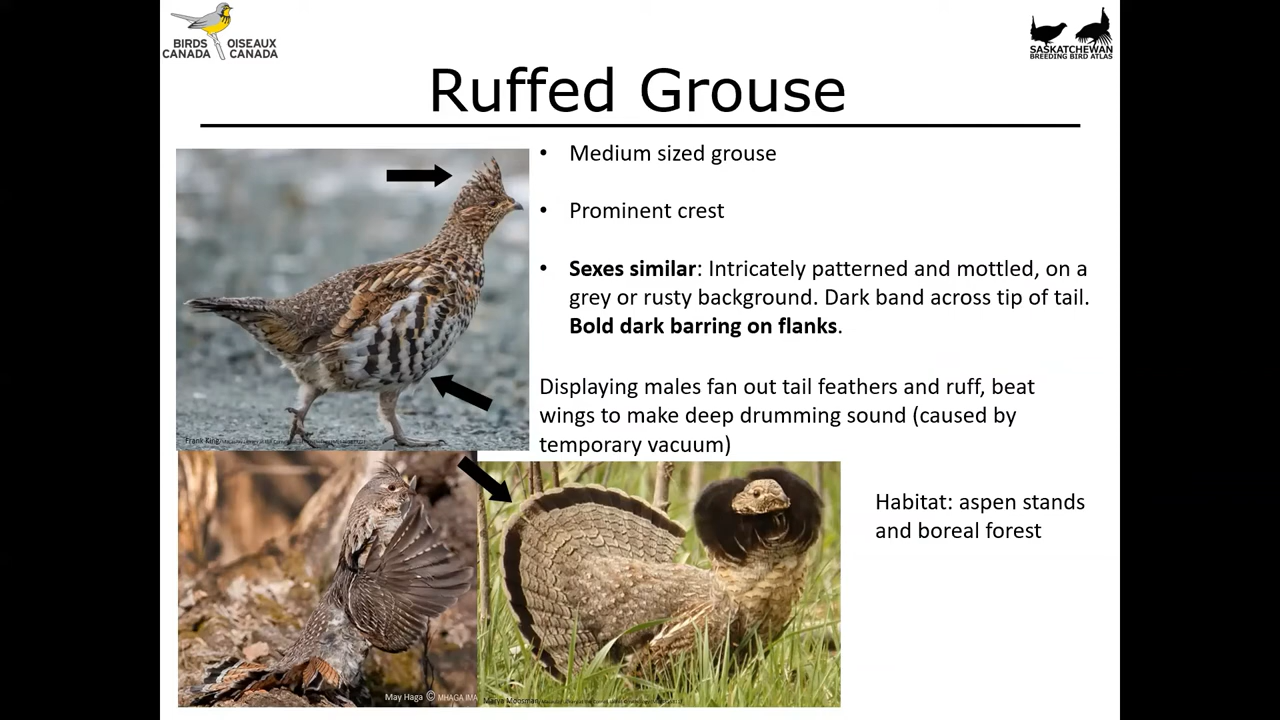 BIRDS OISEAUX
CANADA CANADA
SASKATCHEWAN
BREEDING BIRD ATLAS
Ruffed Grouse
• Medium sized grouse
• Prominent crest
• Sexes similar: Intricately patterned and mottled, on a
grey or rusty background. Dark band across tip of tail.
Bold dark barring on flanks.
Displaying males fan out tail feathers and ruff, beat
wings to make deep drumming sound (caused by
temporary vacuum)
Habitat: aspen stands
and boreal forest
Frank King
May Haga © MHAGA IMA
Moosman